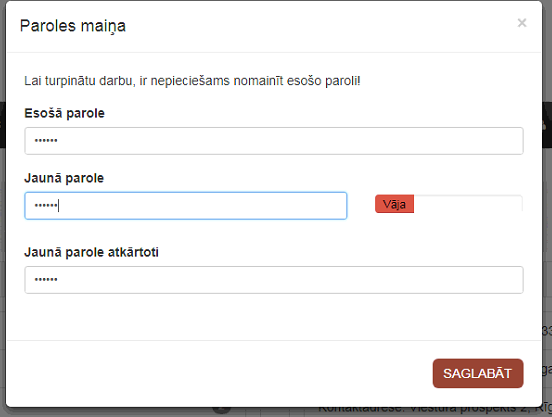 Paroles maiņa
×
Lai turpinātu darbu, ir nepieciešams nomainīt esošo paroli!
Esošā parole
••••••
Jaunā parole
••••••
Vāja
Jaunā parole atkārtoti
••••••
SAGLABĀT
Kontaktadrese: Viestura prospekts 2, Rīg